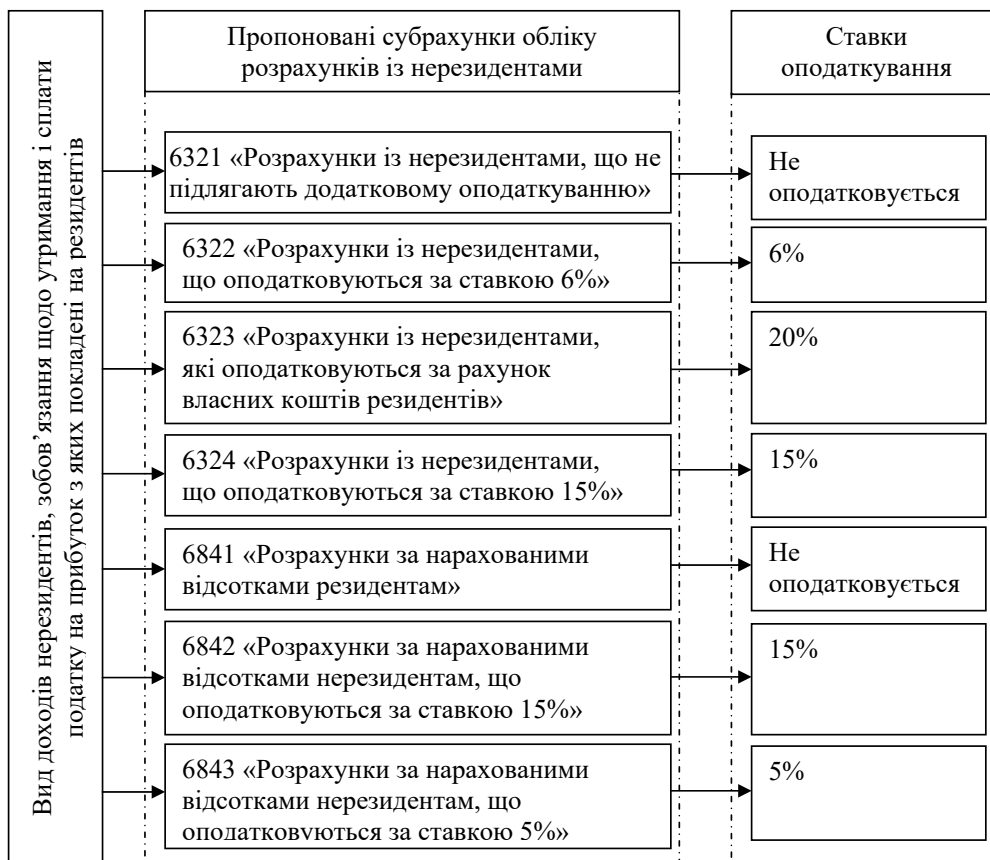 Вид доходів нерезидентів, зобов’язання щодо утримання і сплати
податку на прибуток з яких покладені на резидентів
Пропоновані субрахунки обліку
розрахунків із нерезидентами
Ставки
оподаткування
6321 «Розрахунки із нерезидентами, що не
підлягають додатковому оподаткуванню»
Не
оподатковується
6322 «Розрахунки із нерезидентами,
що оподатковуються за ставкою 6%»
6%
6323 «Розрахунки із нерезидентами,
які оподатковуються за рахунок
власних коштів резидентів»
20%
6324 «Розрахунки із нерезидентами,
що оподатковуються за ставкою 15%»
15%
6841 «Розрахунки за нарахованими
відсотками резидентам»
Не
оподатковується
6842 «Розрахунки за нарахованими
відсотками нерезидентам, що
оподатковуються за ставкою 15%»
15%
6843 «Розрахунки за нарахованими
відсотками нерезидентам, що
оподатковуються за ставкою 5%»
5%